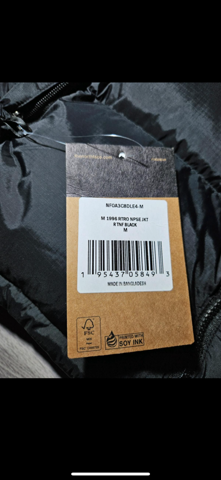 NF0A3C8DLE4-M
M 1996 RTRO NPSE JKT
R TNF BLACK
M
1 95437 05849 3
MADE IN BANGLADESH
FSC
PRINTED WITH
SOY INK